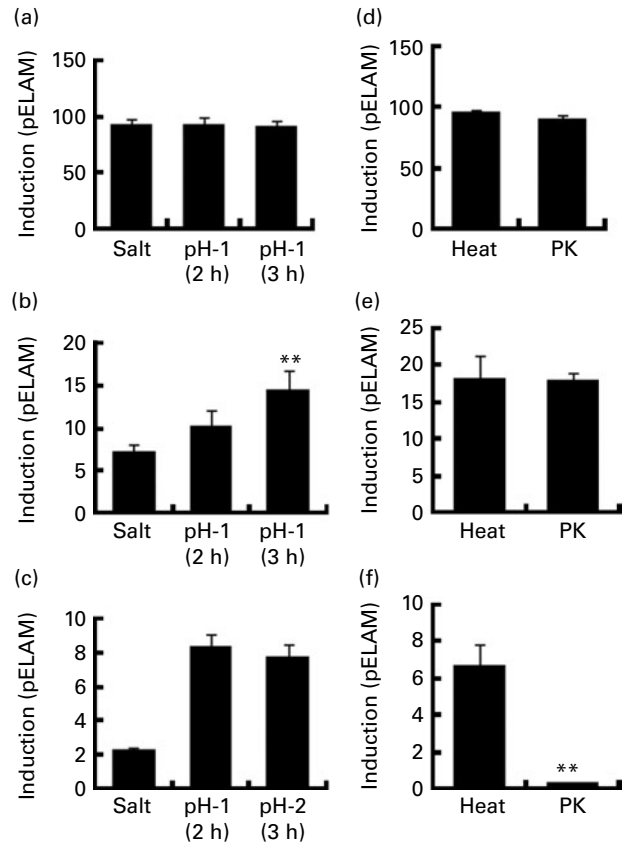 (a)
Induction (pELAM)
150
100
50
0
Salt pH-1 pH-1
(2 h) (3 h)
(b)
Induction (pELAM)
20
15
10
5
0
**
Salt pH-1 pH-1
(2 h) (3 h)
(c)
Induction (pELAM)
10
8
6
4
2
0
Salt pH-1 pH-2
(2 h) (3 h)
(d)
Induction (pELAM)
150
100
50
0
Heat PK
(e)
Induction (pELAM)
25
20
15
10
5
0
Heat PK
(f)
Induction (pELAM)
8
6
4
2
0
**
Heat PK